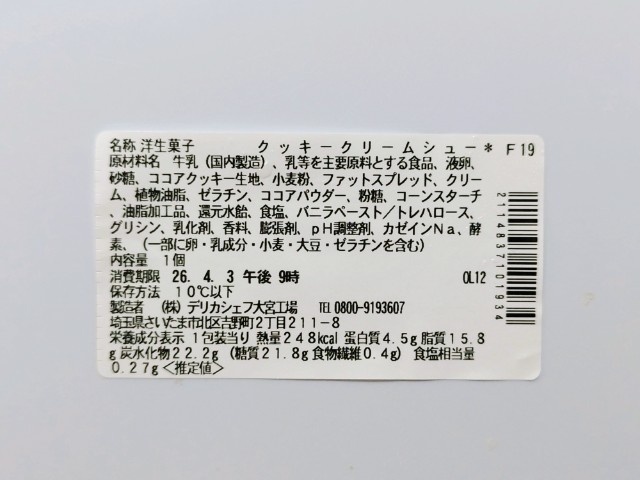 名称 洋生菓子　　　クッキークリームシュー＊ F19
原材料名 牛乳（国内製造）、乳等を主要原料とする食品、液卵、
砂糖、ココアクッキー生地、小麦粉、ファットスプレッド、クリー
ム、植物油脂、ゼラチン、ココアパウダー、粉糖、コーンスターチ
、油脂加工品、還元水飴、食塩、バニラペースト／トレハロース、
グリシン、乳化剤、香料、膨張剤、ｐH調整剤、カゼインＮａ、酵
素、（一部に卵・乳成分・小麦・大豆・ゼラチンを含む）
内容量 1個
消費期限 26. 4. 3 午後 9時　OL12
保存方法 10℃以下
製造者 （株）デリカシェフ大宮工場 TEL 0800-9193607
埼玉県さいたま市北区吉野町2丁目211－8
栄養成分表示 1包装当り 熱量248kcal 蛋白質4.5g 脂質15.8
g 炭水化物22.2g（糖質21.8g 食物繊維0.4g） 食塩相当量
0.27g＜推定値＞
2114837101934